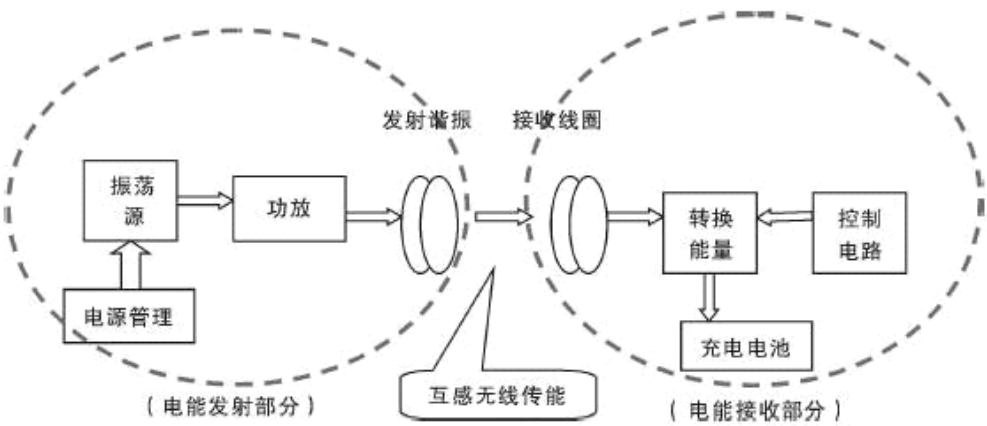 发射谐振
接收线圈
振荡
源
功放
转换
能量
控制
电路
电源管理
充电电池
互感无线传能
（电能发射部分）
（电能接收部分）